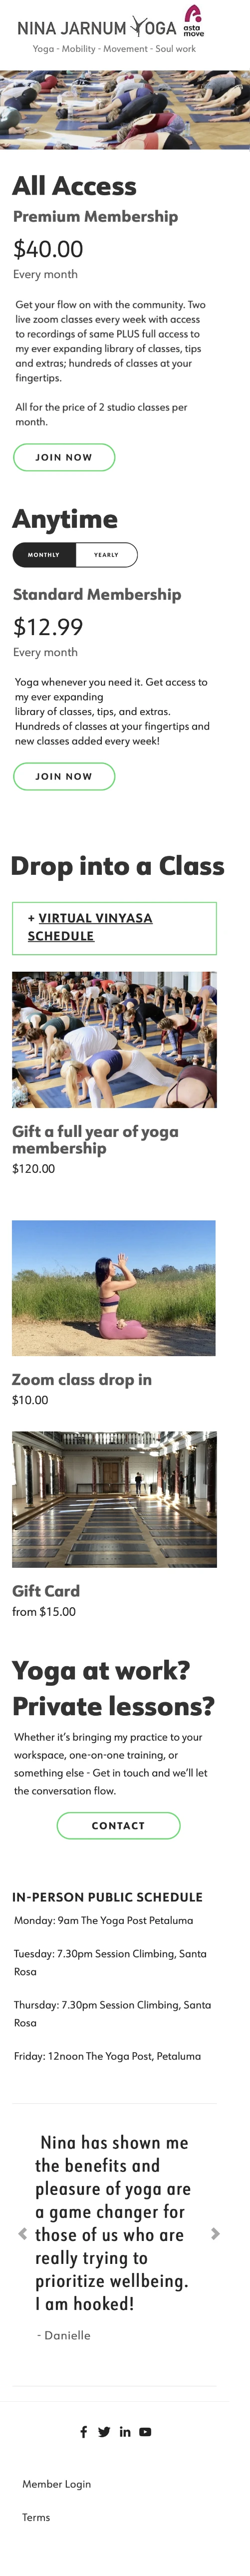 NINA JARNUM YOGA
asta
move
Yoga - Mobility - Movement - Soul work
All Access
Premium Membership
$40.00
Every month
Get your flow on with the community. Two
live zoom classes every week with access
to recordings of same PLUS full access to
my ever expanding library of classes, tips
and extras; hundreds of classes at your
fingertips.
All for the price of 2 studio classes per
month.
JOIN NOW
Anytime
MONTHLY YEARLY
Standard Membership
$12.99
Every month
Yoga whenever you need it. Get access to
my ever expanding
library of classes, tips, and extras.
Hundreds of classes at your fingertips and
new classes added every week!
JOIN NOW
Drop into a Class
+ VIRTUAL VINYASA
SCHEDULE
Gift a full year of yoga
membership
$120.00
Zoom class drop in
$10.00
Gift Card
from $15.00
Yoga at work?
Private lessons?
Whether it's bringing my practice to your
workspace, one-on-one training, or
something else - Get in touch and we'll let
the conversation flow.
CONTACT
IN-PERSON PUBLIC SCHEDULE
Monday: 9am The Yoga Post Petaluma
Tuesday: 7.30pm Session Climbing, Santa
Rosa
Thursday: 7.30pm Session Climbing, Santa
Rosa
Friday: 12noon The Yoga Post, Petaluma
Nina has shown me
the benefits and
pleasure of yoga are
a game changer for
those of us who are
really trying to
prioritize wellbeing.
I am hooked!
- Danielle
Member Login
Terms